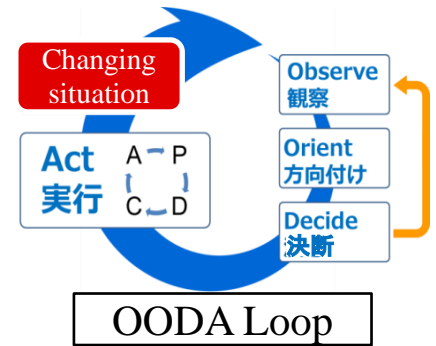 Changing
situation
Observe
観察
Orient
方向付け
Decide
決断
Act
実行
A P
C D
OODA Loop